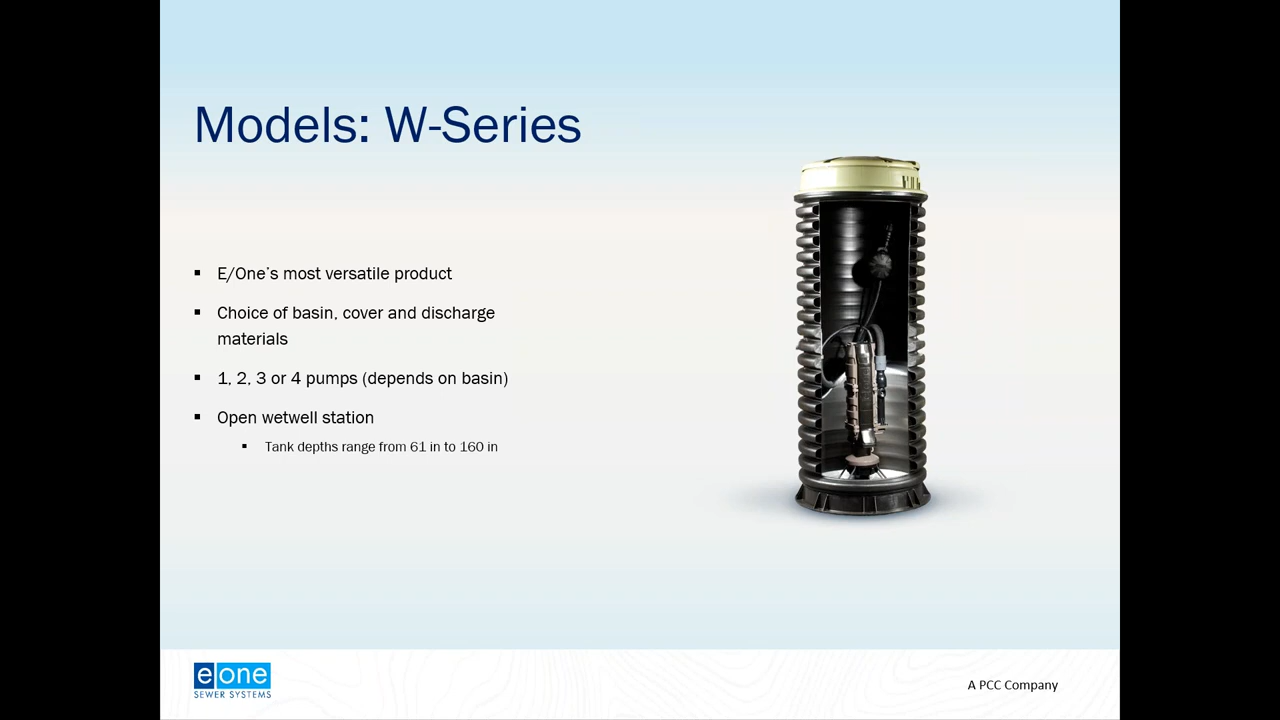 Models: W-Series
▪ E/One’s most versatile product
▪ Choice of basin, cover and discharge
materials
▪ 1, 2, 3 or 4 pumps (depends on basin)
▪ Open wetwell station
▪ Tank depths range from 61 in to 160 in
eone
SEWER SYSTEMS
A PCC Company